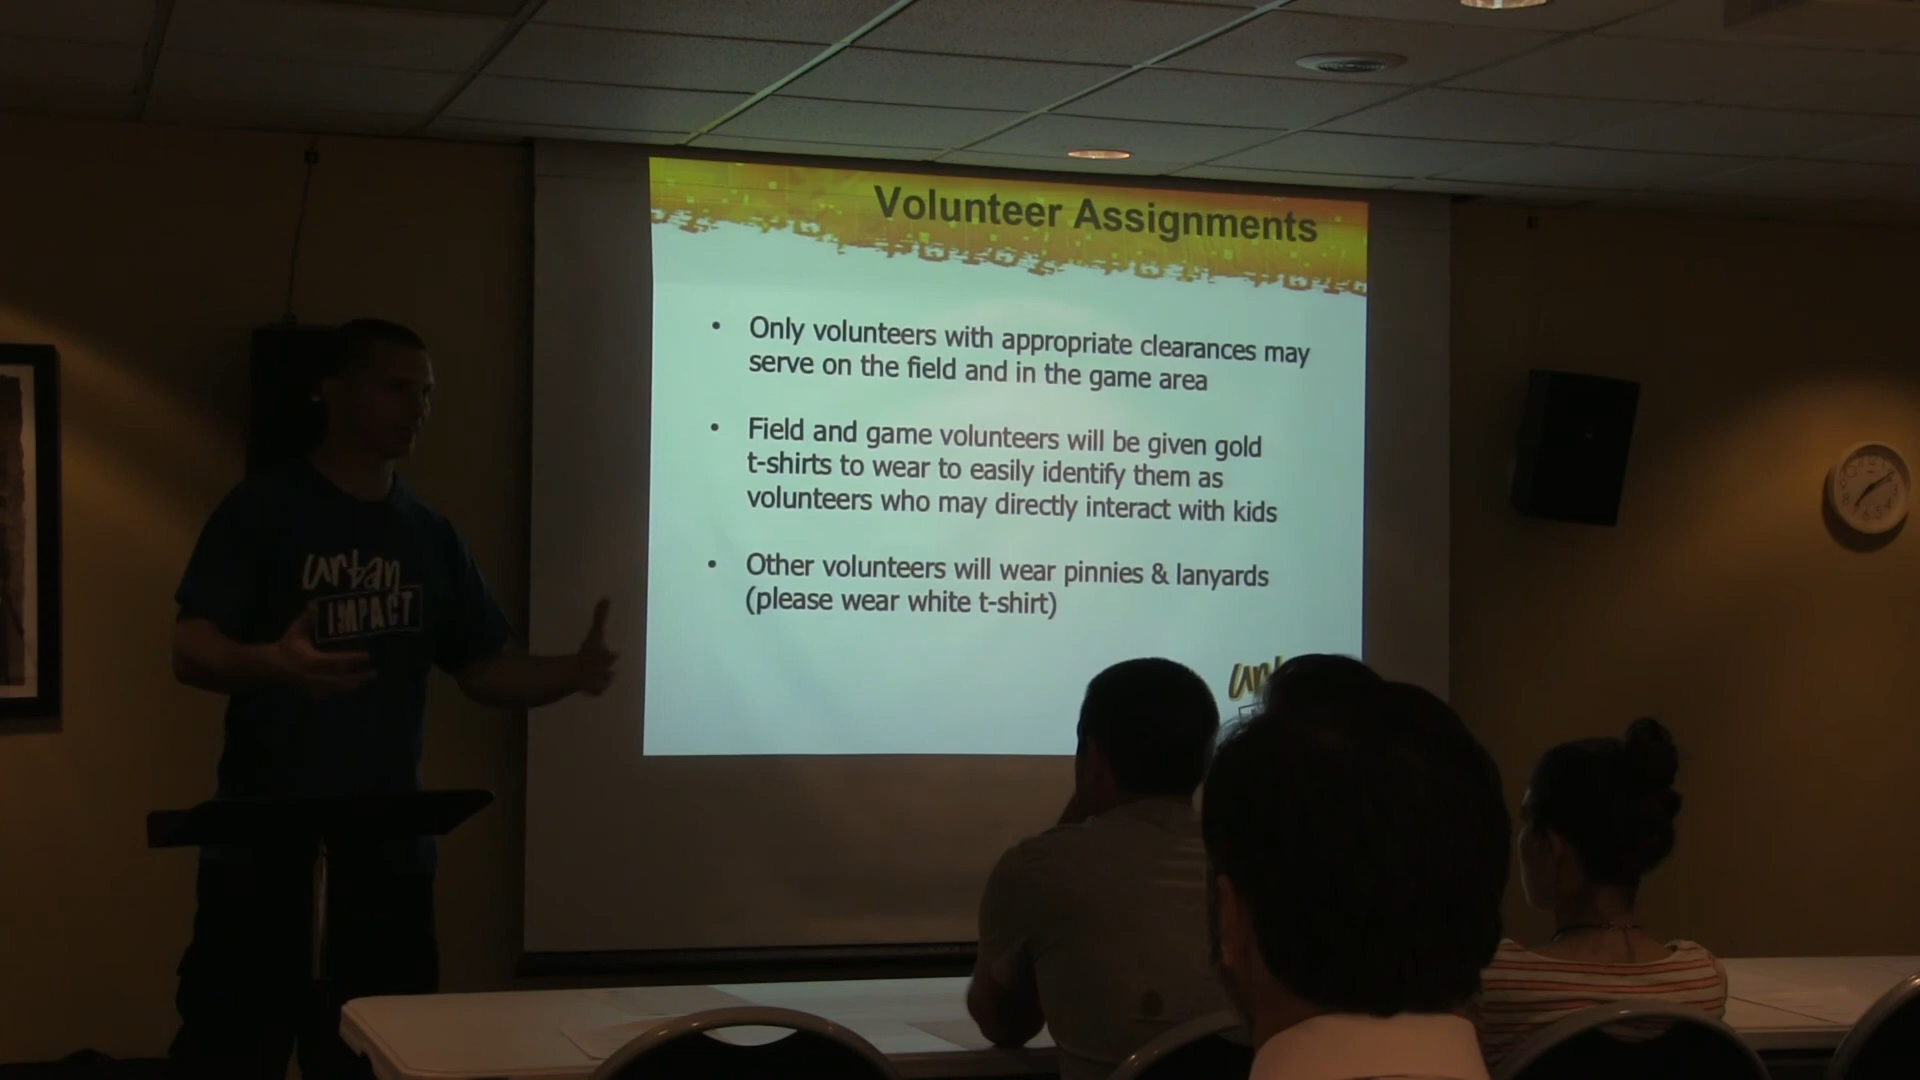 Volunteer Assignments
• Only volunteers with appropriate clearances may
serve on the field and in the game area
• Field and game volunteers will be given gold
t-shirts to wear to easily identify them as
volunteers who may directly interact with kids
• Other volunteers will wear pinnies & lanyards
(please wear white t-shirt)
urban
IMPACT